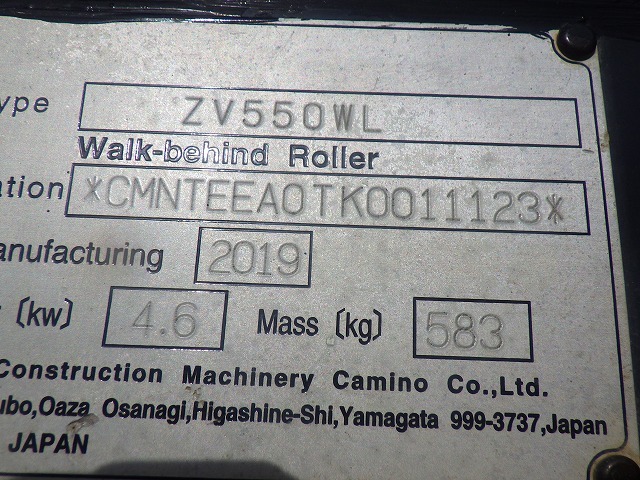 ype ZV550WL
Walk-behind Roller
ation *CMNTEEA0TK0011123*
anufacturing 2019
(kw) 4.6 Mass (kg) 583
Construction Machinery Camino Co.,Ltd.
ubo,Oaza Osanagi,Higashine-Shi,Yamagata 999-3737,Japan
JAPAN